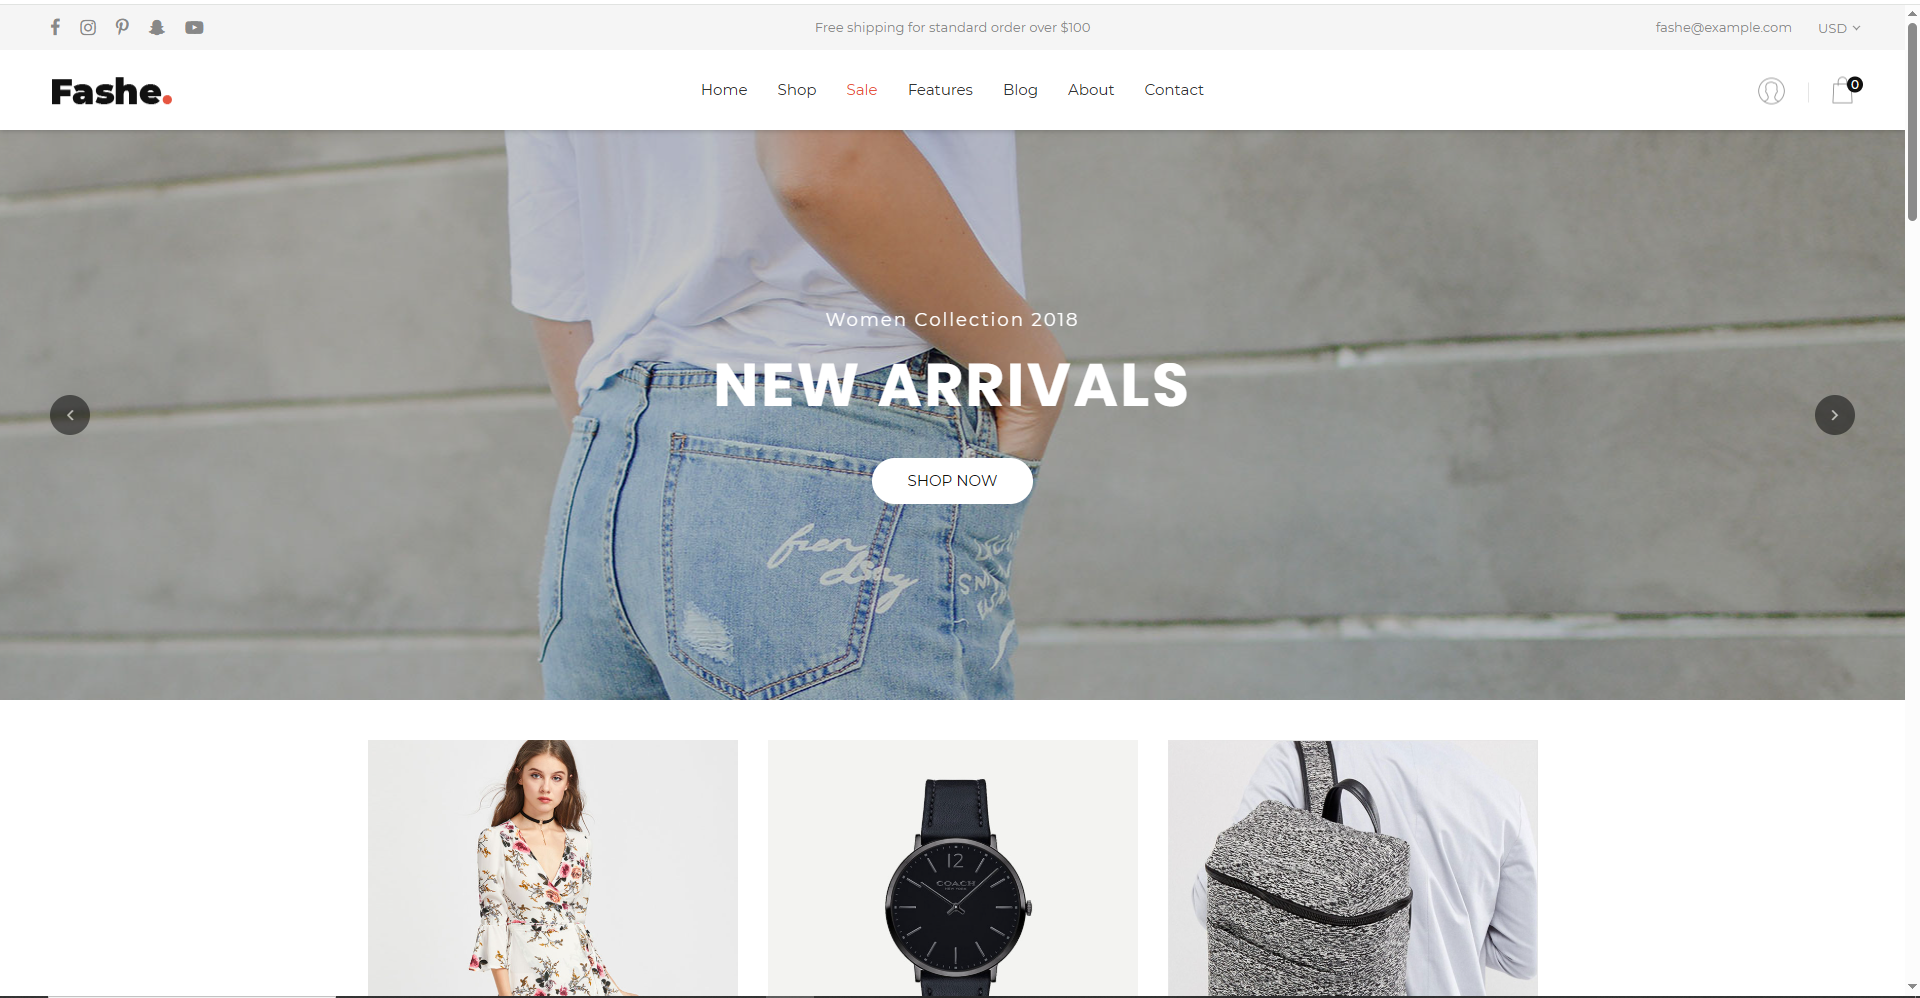 Free shipping for standard order over $100
fashe@example.com USD
Fashe.
Home Shop Sale Features Blog About Contact
0
Women Collection 2018
NEW ARRIVALS
SHOP NOW
12
COACH